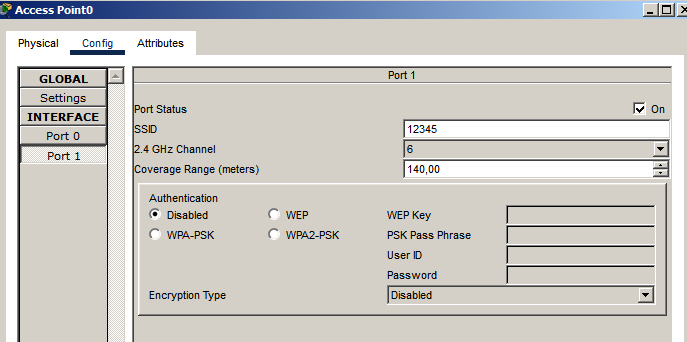 Access Point0
Physical Config Attributes
GLOBAL
Settings
INTERFACE
Port 0
Port 1
Port 1
Port Status On
SSID 12345
2.4 GHz Channel 6
Coverage Range (meters) 140,00
Authentication
Disabled WEP WEP Key
WPA-PSK WPA2-PSK PSK Pass Phrase
User ID
Password
Encryption Type Disabled